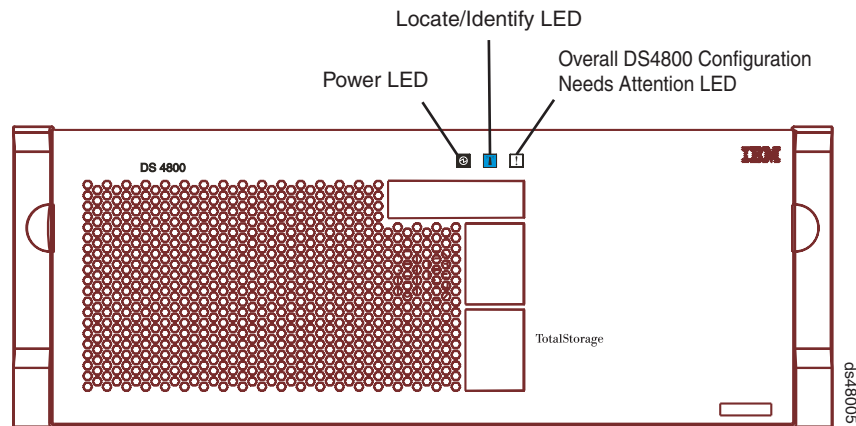 Locate/Identify LED
Overall DS4800 Configuration
Needs Attention LED
Power LED
DS 4800
IBM
TotalStorage
ds48005